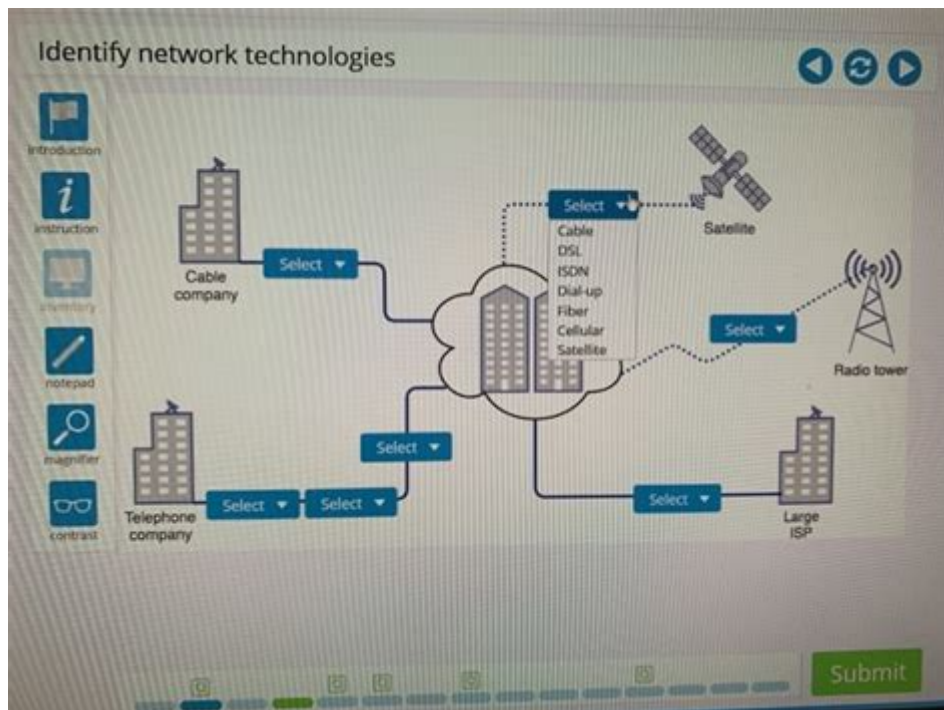 Identify network technologies
introduction
i
instruction
inventory
notepad
magnifier
contrast
Cable
company
Select
Select
Cable
DSL
ISDN
Dial-up
Fiber
Cellular
Satellite
Satellite
Select
Radio tower
Select
Telephone
company
Select
Select
Select
Large
ISP
Submit